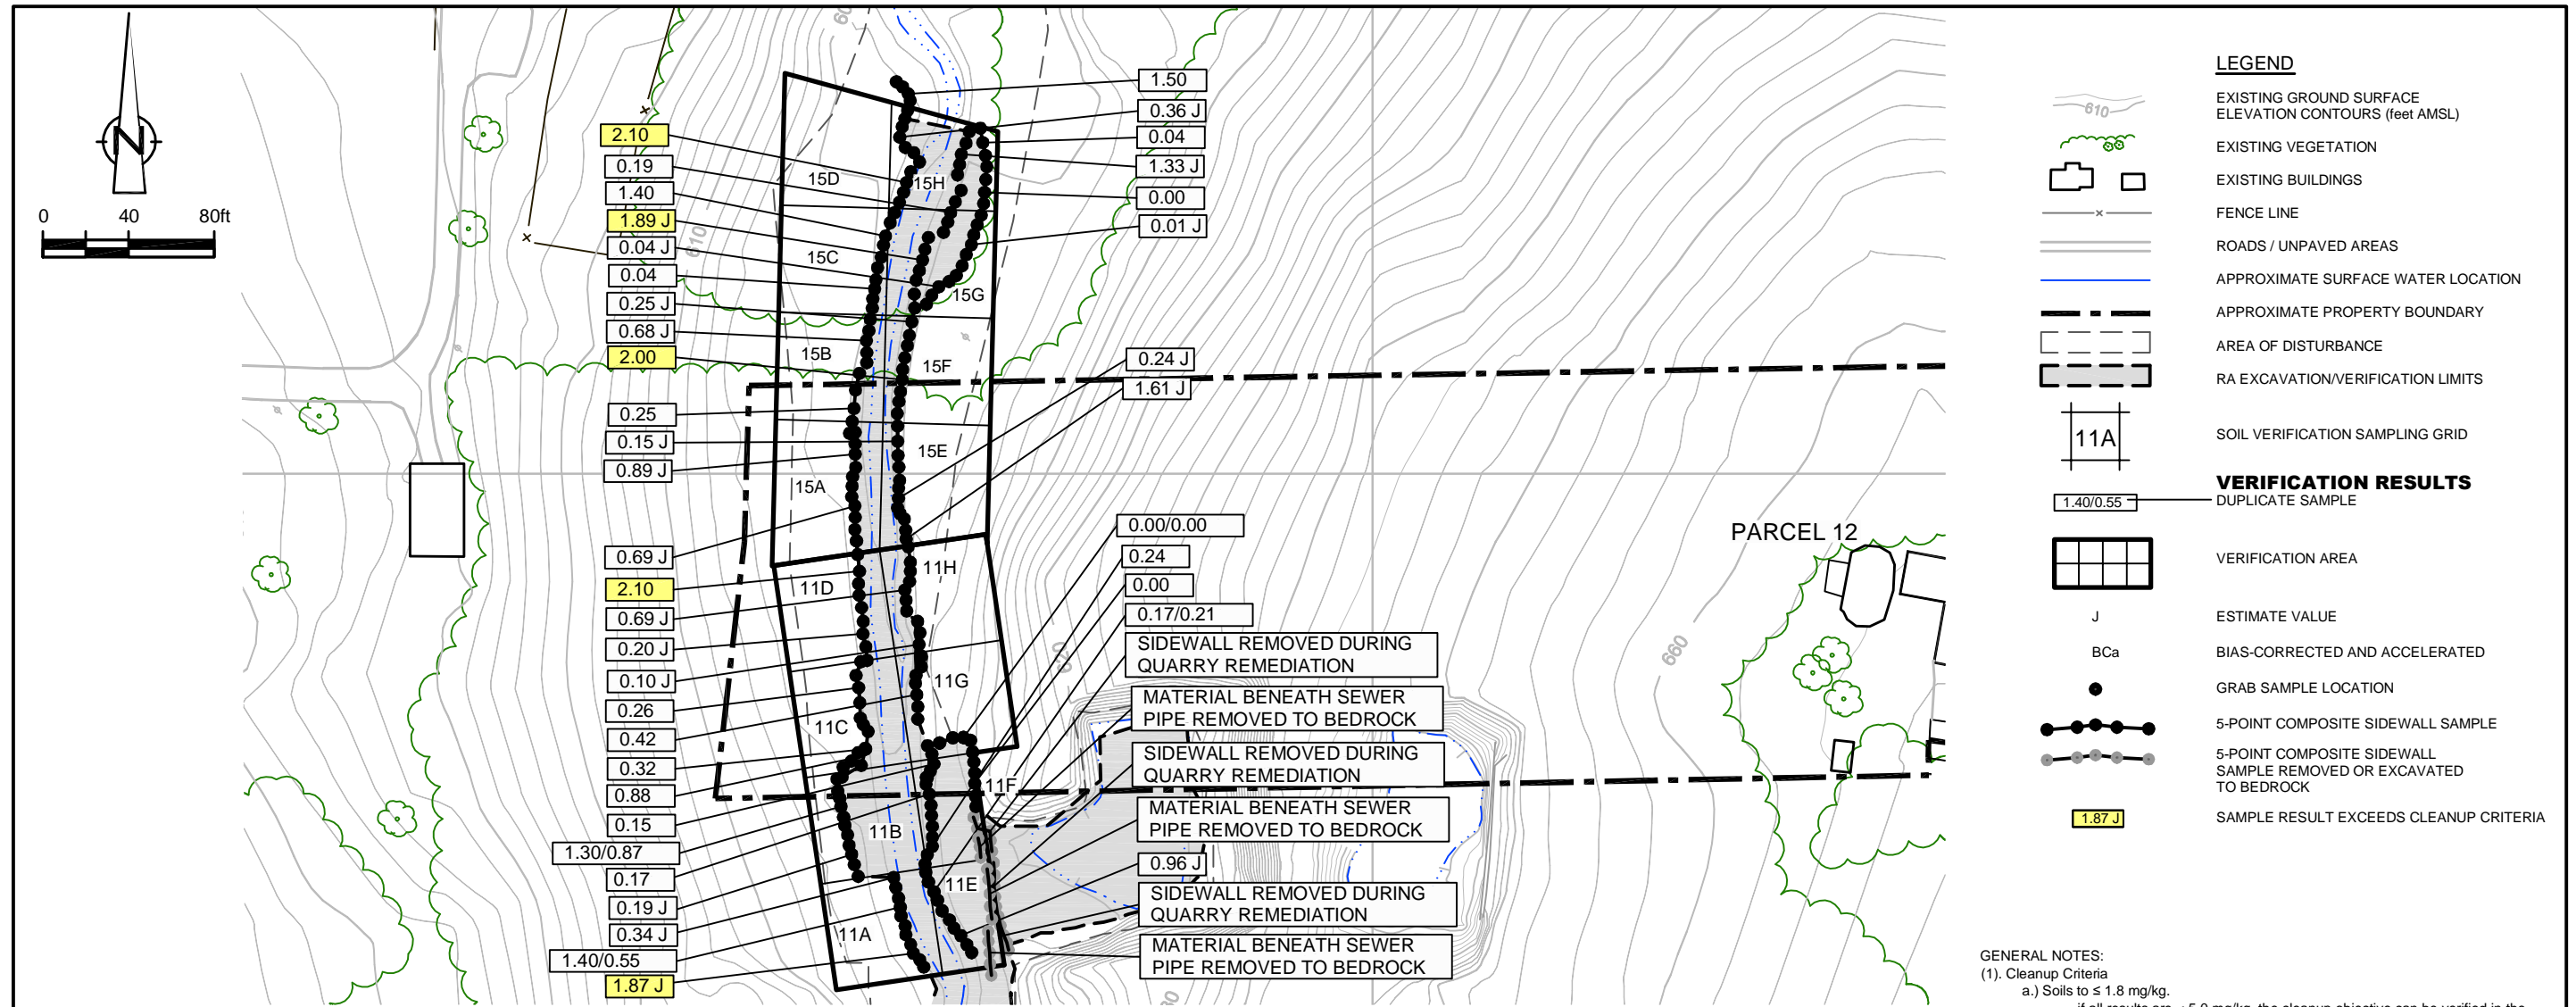 N
0 40 80ft
610
60
2.10
0.19
1.40
1.89 J
0.04 J
0.04
0.25 J
0.68 J
2.00
0.25
0.15 J
0.89 J
0.69 J
2.10
0.69 J
0.20 J
0.10 J
0.26
0.42
0.32
0.88
0.15
1.30/0.87
0.17
0.19 J
0.34 J
1.40/0.55
1.87 J
15D
15H
15C
15G
15B
15F
15E
15A
11H
11D
11G
11C
11F
11B
11E
11A
1.50
0.36 J
0.04
1.33 J
0.00
0.01 J
0.24 J
1.61 J
0.00/0.00
0.24
0.00
0.17/0.21
SIDEWALL REMOVED DURING
QUARRY REMEDIATION
MATERIAL BENEATH SEWER
PIPE REMOVED TO BEDROCK
SIDEWALL REMOVED DURING
QUARRY REMEDIATION
MATERIAL BENEATH SEWER
PIPE REMOVED TO BEDROCK
0.96 J
SIDEWALL REMOVED DURING
QUARRY REMEDIATION
MATERIAL BENEATH SEWER
PIPE REMOVED TO BEDROCK
660
PARCEL 12
LEGEND
610
EXISTING GROUND SURFACE
ELEVATION CONTOURS (feet AMSL)
EXISTING VEGETATION
EXISTING BUILDINGS
FENCE LINE
ROADS / UNPAVED AREAS
APPROXIMATE SURFACE WATER LOCATION
APPROXIMATE PROPERTY BOUNDARY
AREA OF DISTURBANCE
RA EXCAVATION/VERIFICATION LIMITS
11A
SOIL VERIFICATION SAMPLING GRID
VERIFICATION RESULTS
1.40/0.55
DUPLICATE SAMPLE
VERIFICATION AREA
J
ESTIMATE VALUE
BCa
BIAS-CORRECTED AND ACCELERATED
GRAB SAMPLE LOCATION
5-POINT COMPOSITE SIDEWALL SAMPLE
5-POINT COMPOSITE SIDEWALL
SAMPLE REMOVED OR EXCAVATED
TO BEDROCK
1.87 J
SAMPLE RESULT EXCEEDS CLEANUP CRITERIA
GENERAL NOTES:
(1). Cleanup Criteria
a.) Soils to ≤ 1.8 mg/kg.